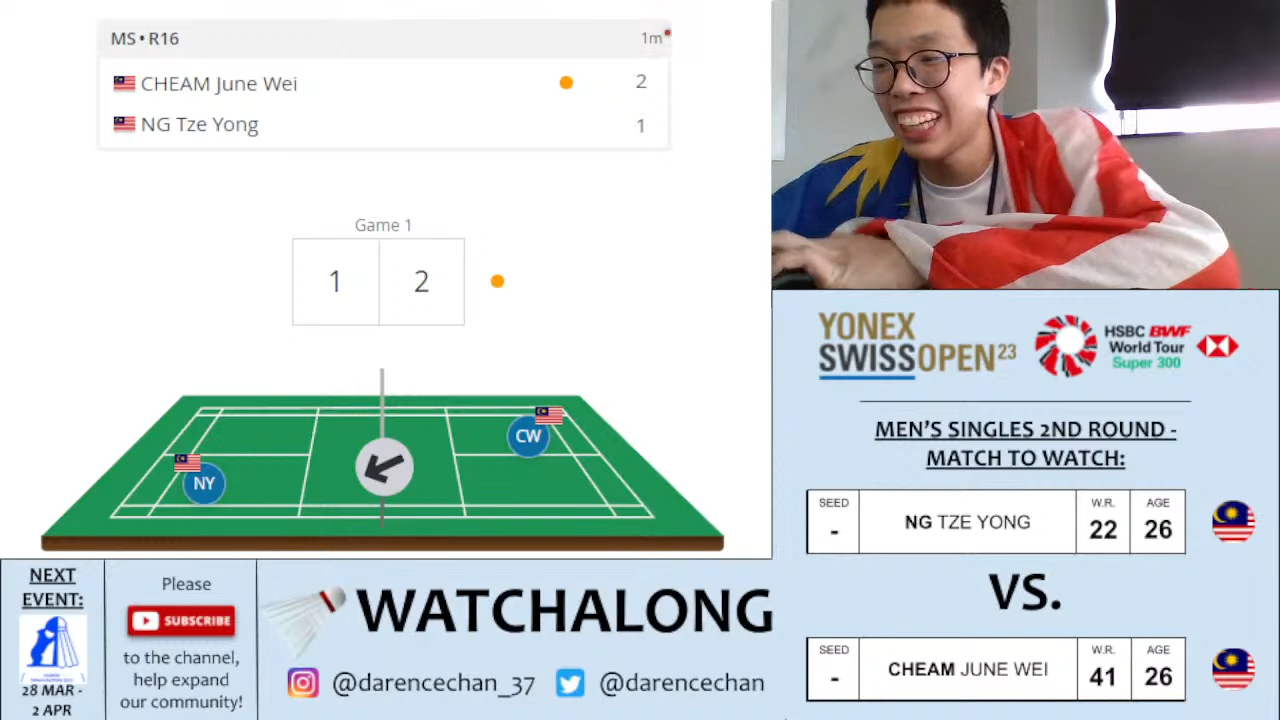 MS • R16
1m
CHEAM June Wei
2
NG Tze Yong
1
Game 1
1
2
CW
NY
YONEX
SWISSOPEN23
HSBC BWF
World Tour
Super 300
MEN'S SINGLES 2ND ROUND -
MATCH TO WATCH:
SEED
-
NG TZE YONG
W.R.
22
AGE
26
VS.
SEED
-
CHEAM JUNE WEI
W.R.
41
AGE
26
NEXT
EVENT:
28 MAR -
2 APR
Please
SUBSCRIBE
to the channel,
help expand
our community!
WATCHALONG
@darencechan_37
@darencechan